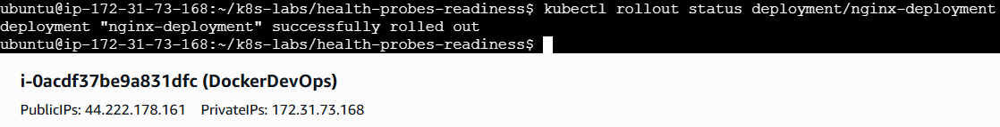 ubuntu@ip-172-31-73-168:~/k8s-labs/health-probes-readiness$ kubectl rollout status deployment/nginx-deployment
deployment "nginx-deployment" successfully rolled out
ubuntu@ip-172-31-73-168:~/k8s-labs/health-probes-readiness$
i-0acdf37be9a831dfc (DockerDevOps)
PublicIPs: 44.222.178.161 PrivateIPs: 172.31.73.168